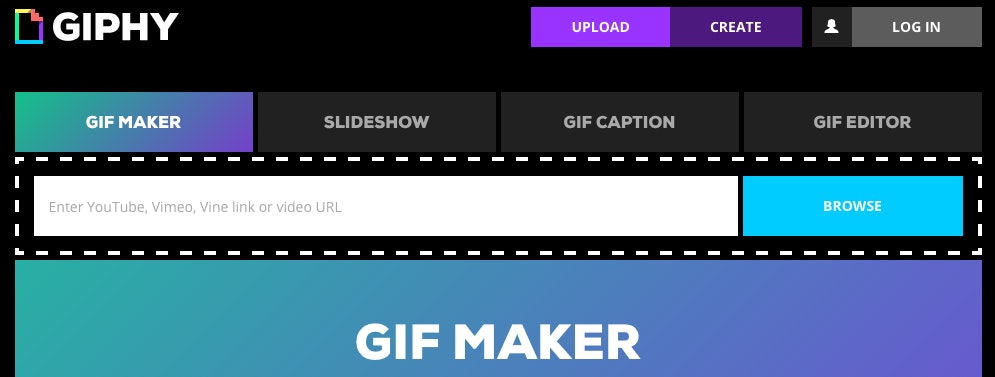 GIPHY
UPLOAD CREATE LOG IN
GIF MAKER SLIDESHOW GIF CAPTION GIF EDITOR
Enter YouTube, Vimeo, Vine link or video URL BROWSE
GIF MAKER